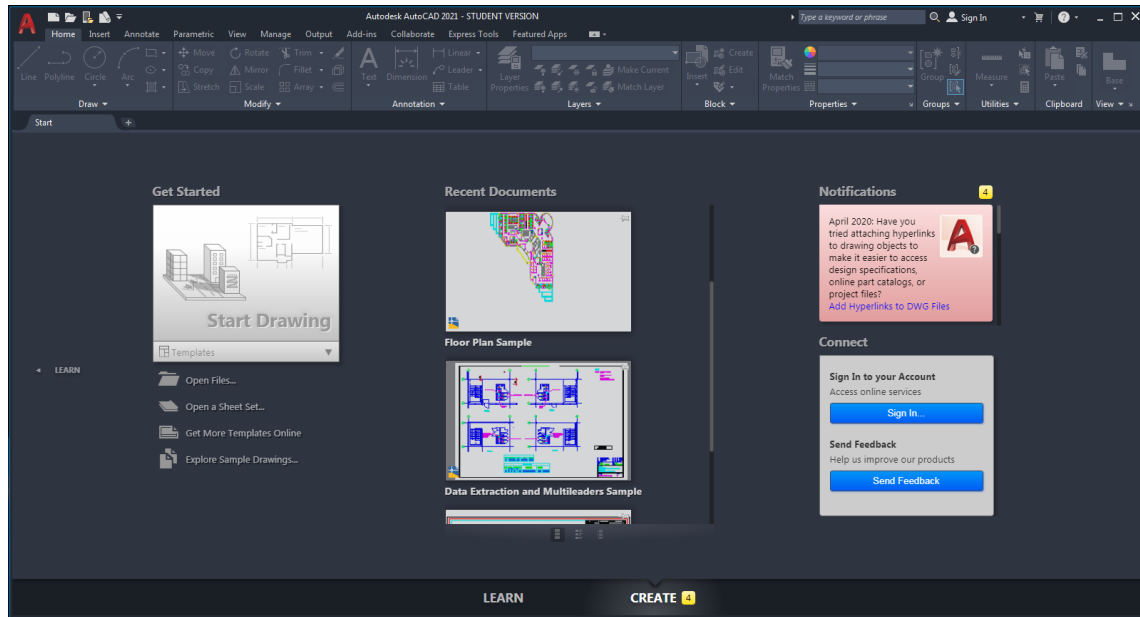 Autodesk AutoCAD 2021 - STUDENT VERSION
Type a keyword or phrase
Sign In
Home Insert Annotate Parametric View Manage Output Add-ins Collaborate Express Tools Featured Apps
Line Polyline Circle Arc
Move Rotate Trim
Copy Mirror Fillet
Stretch Scale Array
Text Dimension
Linear
Leader
Table
Layer Properties
Make Current
Match Layer
Insert
Create
Edit
Match Properties
Group
Measure
Paste
Base
Draw Modify Annotation Layers Block Properties Groups Utilities Clipboard View
Start
Get Started
Start Drawing
Templates
Open Files...
Open a Sheet Set...
Get More Templates Online
Explore Sample Drawings...
LEARN
Recent Documents
Floor Plan Sample
Data Extraction and Multileaders Sample
Notifications 4
April 2020: Have you
tried attaching hyperlinks
to drawing objects to
make it easier to access
design specifications,
online part catalogs, or
project files?
Add Hyperlinks to DWG Files
Connect
Sign In to your Account
Access online services
Sign In...
Send Feedback
Help us improve our products
Send Feedback
LEARN CREATE 4